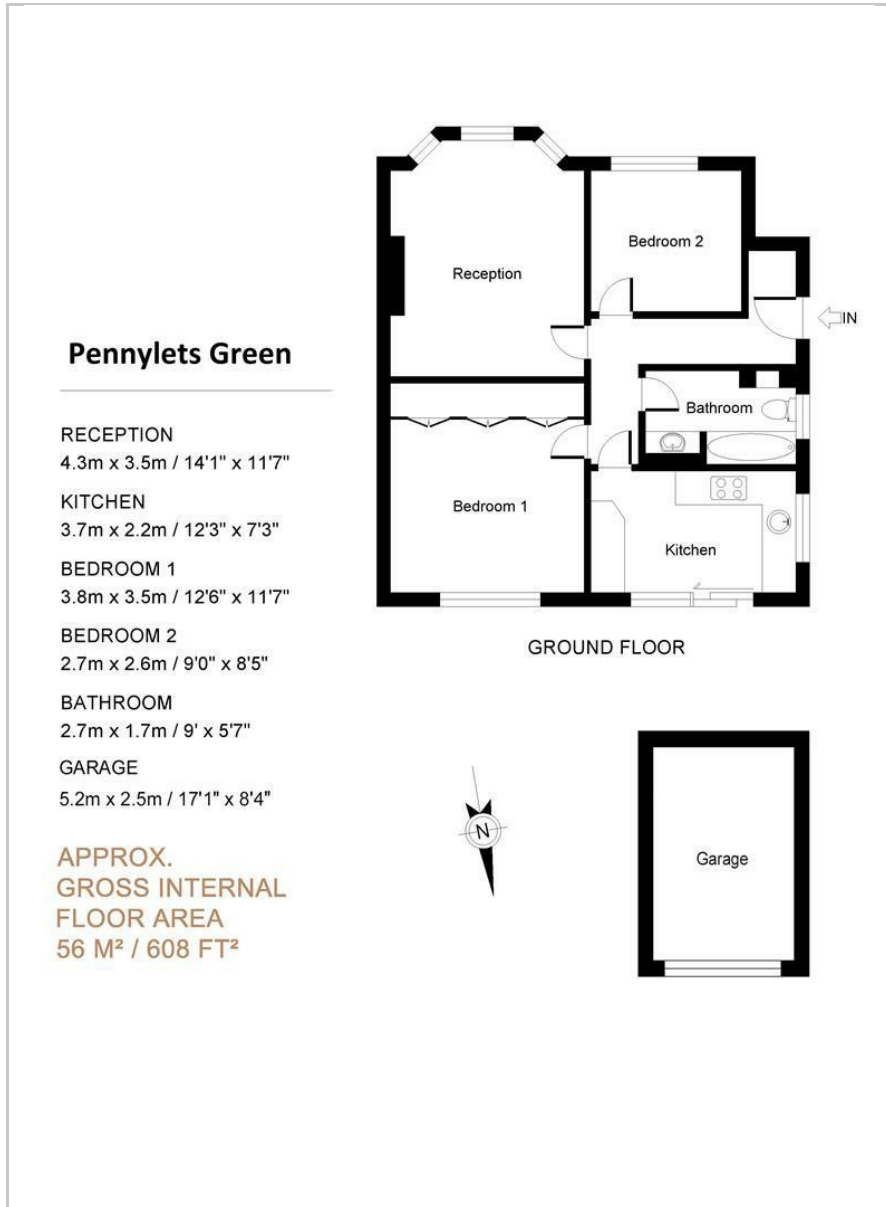 Pennylets Green
RECEPTION
4.3m x 3.5m / 14'1" x 11'7"
KITCHEN
3.7m x 2.2m / 12'3" x 7'3"
BEDROOM 1
3.8m x 3.5m / 12'6" x 11'7"
BEDROOM 2
2.7m x 2.6m / 9'0" x 8'5"
BATHROOM
2.7m x 1.7m / 9' x 5'7"
GARAGE
5.2m x 2.5m / 17'1" x 8'4"
APPROX.
GROSS INTERNAL
FLOOR AREA
56 M² / 608 FT²
Reception
Bedroom 2
IN
Bathroom
Bedroom 1
Kitchen
GROUND FLOOR
N
Garage